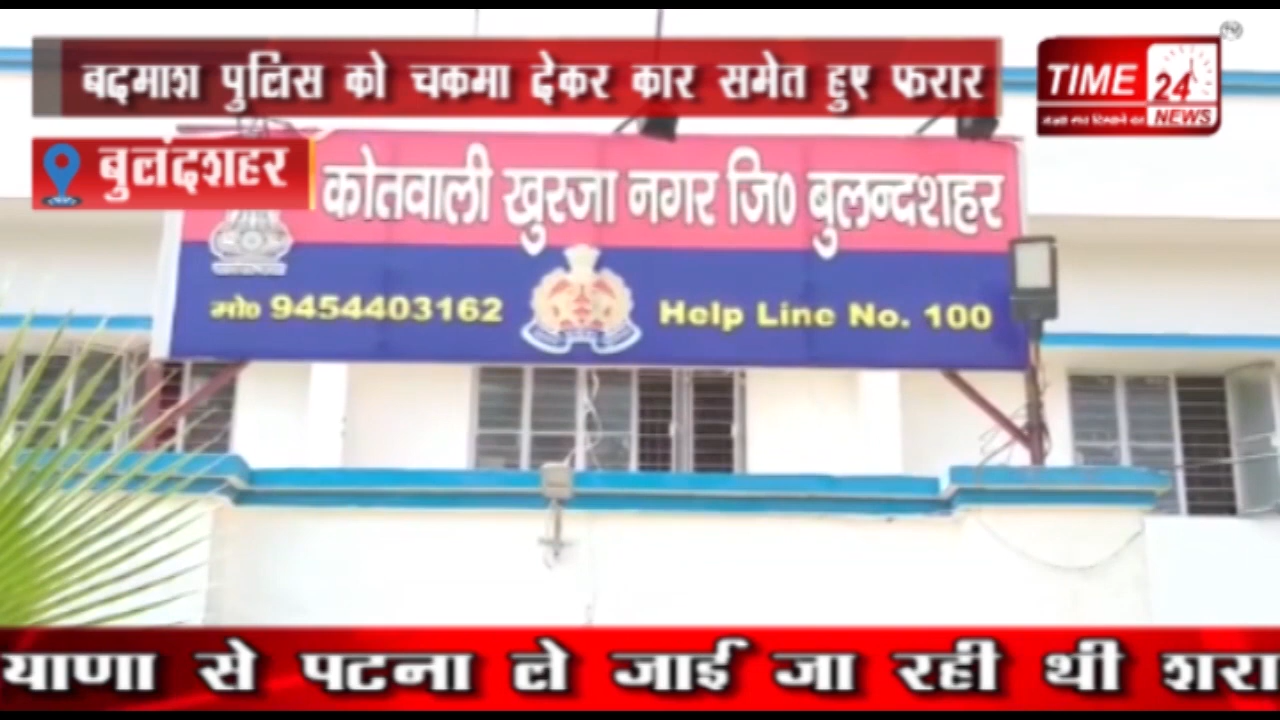 बदमाश पुलिस को चकमा देकर कार समेत हुए फरार
TIME 24 NEWS
बुलंदशहर
कोतवाली खुरजा नगर जि० बुलन्दशहर
मो० 9454403162
Help Line No. 100
याणा से पटना ले जाई जा रही थी शरा